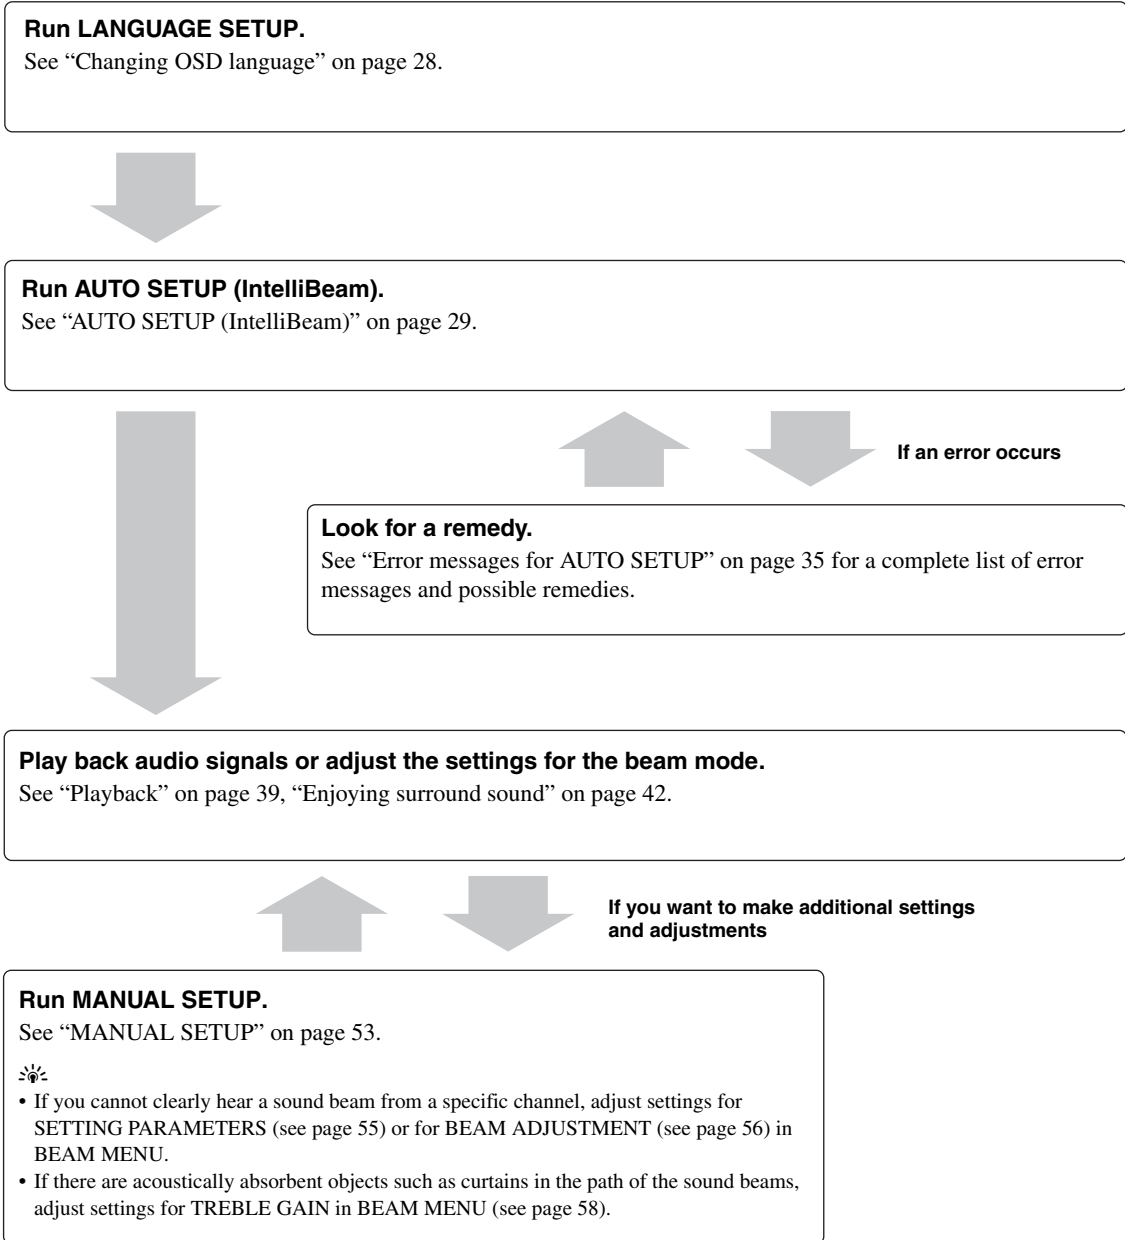 Run LANGUAGE SETUP.
See “Changing OSD language” on page 28.
Run AUTO SETUP (IntelliBeam).
See “AUTO SETUP (IntelliBeam)” on page 29.
If an error occurs
Look for a remedy.
See “Error messages for AUTO SETUP” on page 35 for a complete list of error
messages and possible remedies.
Play back audio signals or adjust the settings for the beam mode.
See “Playback” on page 39, “Enjoying surround sound” on page 42.
If you want to make additional settings
and adjustments
Run MANUAL SETUP.
See “MANUAL SETUP” on page 53.
• If you cannot clearly hear a sound beam from a specific channel, adjust settings for
SETTING PARAMETERS (see page 55) or for BEAM ADJUSTMENT (see page 56) in
BEAM MENU.
• If there are acoustically absorbent objects such as curtains in the path of the sound beams,
adjust settings for TREBLE GAIN in BEAM MENU (see page 58).